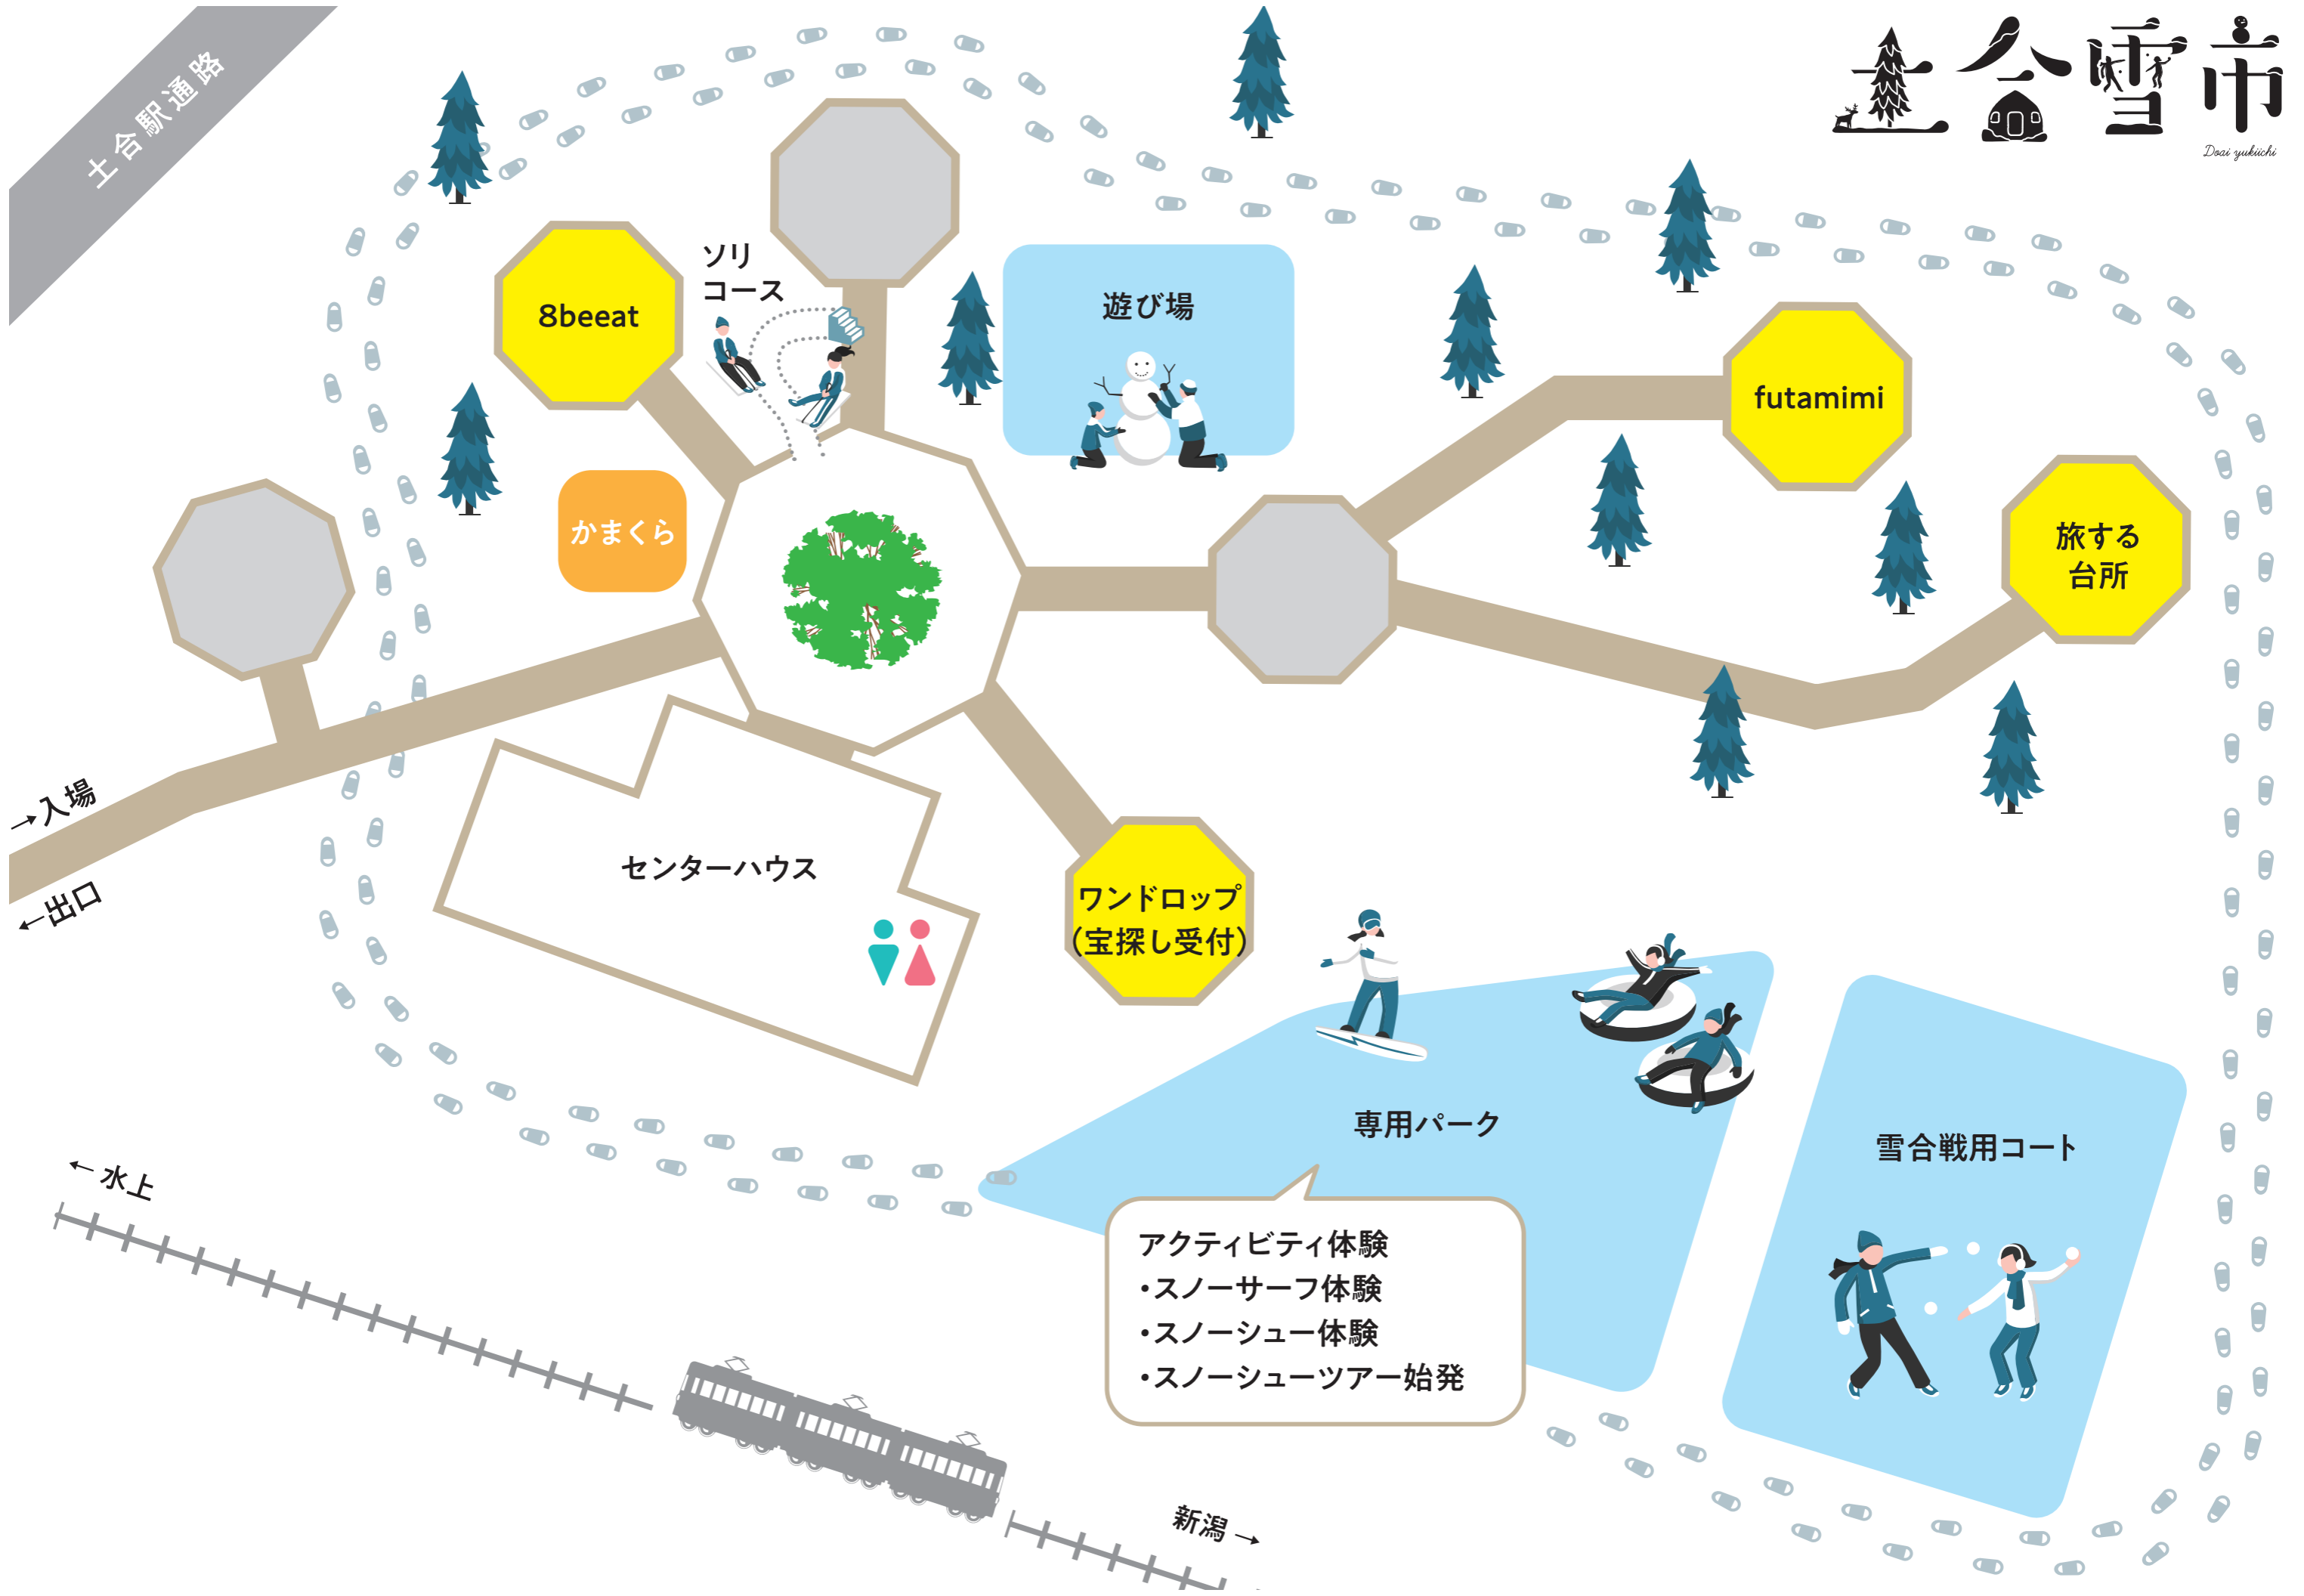 土合駅通路
土合雪市
Doai yukiichi
ソリ
コース
8beeat
遊び場
futamimi
旅する
台所
かまくら
→入場
←出口
センターハウス
ワンドロップ
(宝探し受付)
専用パーク
雪合戦用コート
アクティビティ体験
・スノーサーフ体験
・スノーシュー体験
・スノーシューツアー始発
←水上
新潟→